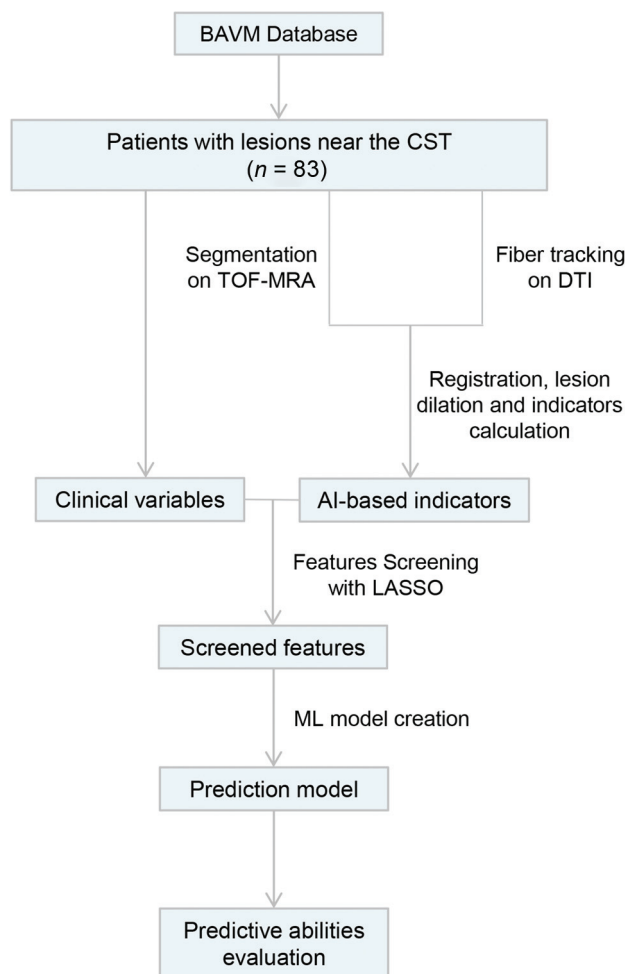 BAVM Database
Patients with lesions near the CST
(n = 83)
Segmentation
on TOF-MRA
Fiber tracking
on DTI
Registration, lesion
dilation and indicators
calculation
Clinical variables
AI-based indicators
Features Screening
with LASSO
Screened features
ML model creation
Prediction model
Predictive abilities
evaluation